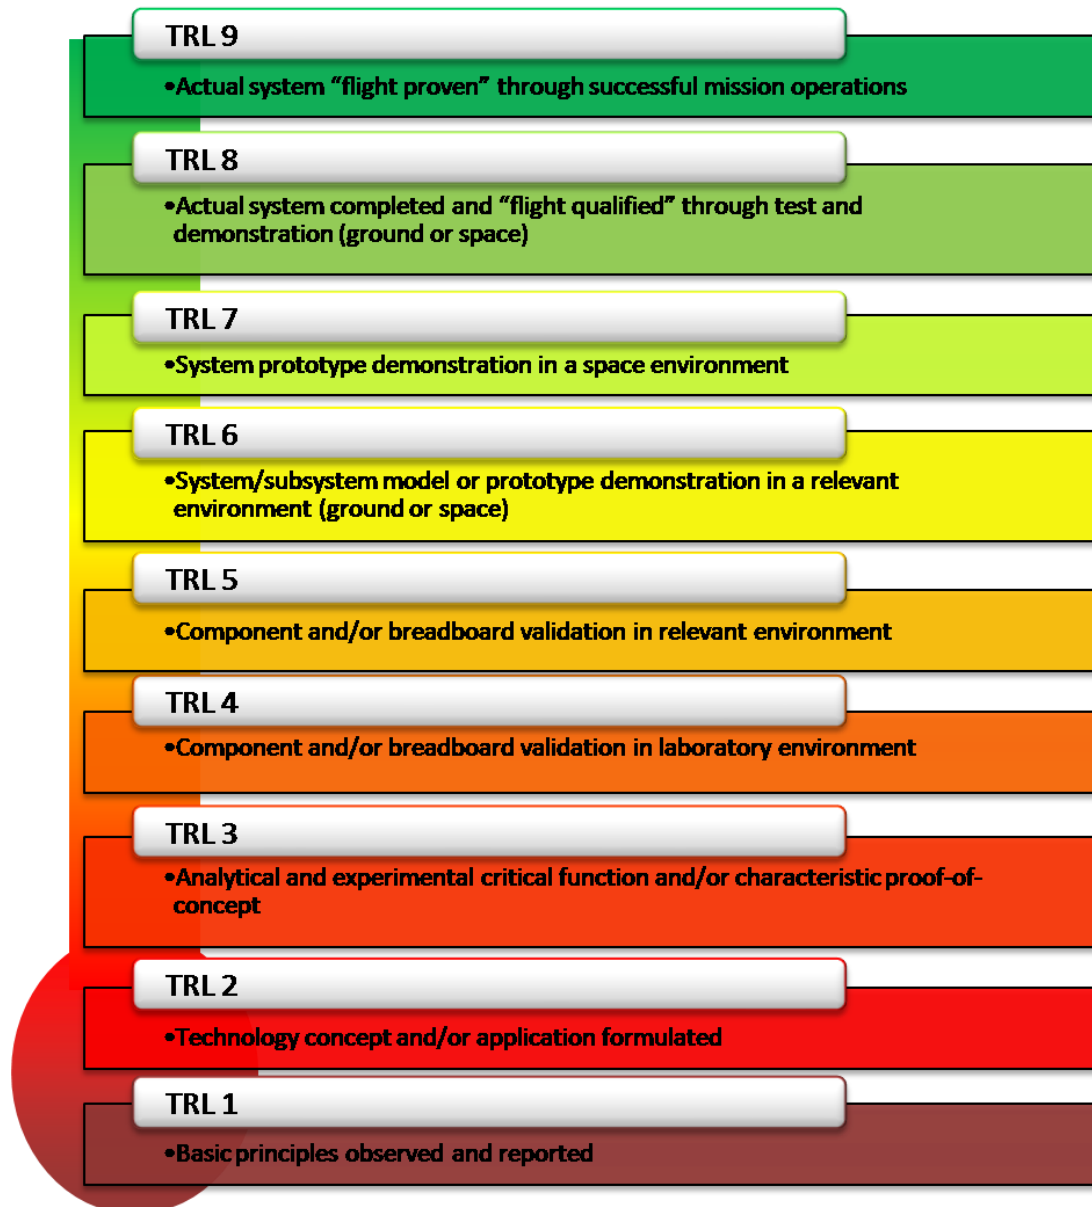 TRL 9
•Actual system “flight proven” through successful mission operations
TRL 8
•Actual system completed and “flight qualified” through test and
demonstration (ground or space)
TRL 7
•System prototype demonstration in a space environment
TRL 6
•System/subsystem model or prototype demonstration in a relevant
environment (ground or space)
TRL 5
•Component and/or breadboard validation in relevant environment
TRL 4
•Component and/or breadboard validation in laboratory environment
TRL 3
•Analytical and experimental critical function and/or characteristic proof-of-
concept
TRL 2
•Technology concept and/or application formulated
TRL 1
•Basic principles observed and reported